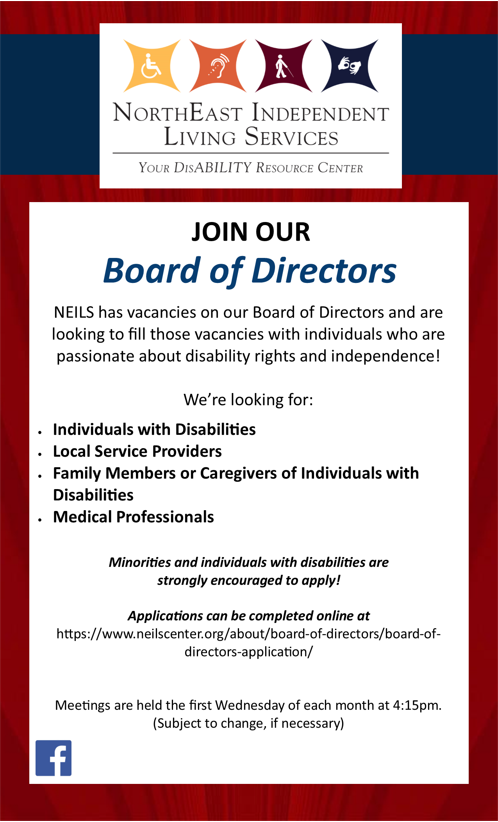 NORTHEAST INDEPENDENT
LIVING SERVICES
YOUR DISABILITY RESOURCE CENTER
JOIN OUR
Board of Directors
NEILS has vacancies on our Board of Directors and are
looking to fill those vacancies with individuals who are
passionate about disability rights and independence!
We're looking for:
• Individuals with Disabilities
• Local Service Providers
• Family Members or Caregivers of Individuals with
Disabilities
• Medical Professionals
Minorities and individuals with disabilities are
strongly encouraged to apply!
Applications can be completed online at
https://www.neilscenter.org/about/board-of-directors/board-of-
directors-application/
Meetings are held the first Wednesday of each month at 4:15pm.
(Subject to change, if necessary)
f